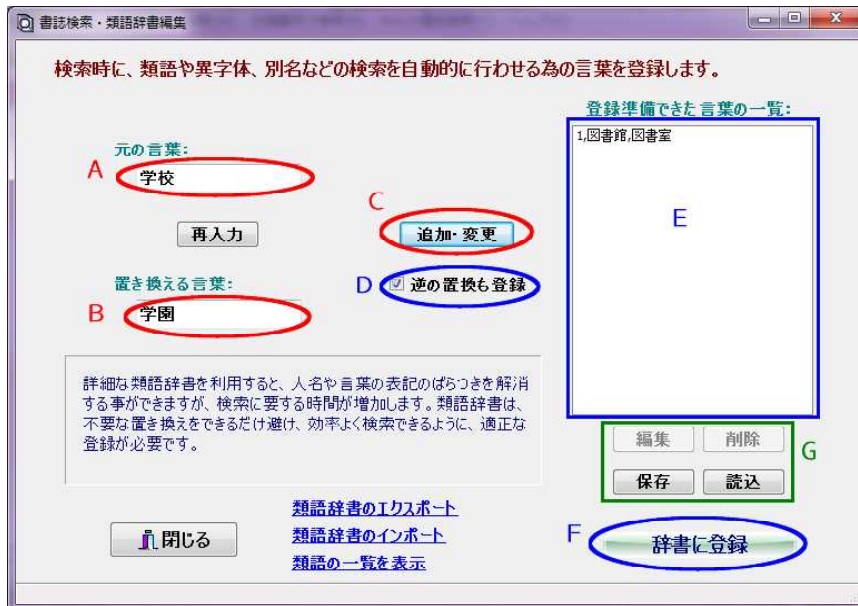 書誌検索・類語辞書編集
検索時に、類語や異字体、別名などの検索を自動的に行わせる為の言葉を登録します。
登録準備できた言葉の一覧:
1,図書館,図書室
元の言葉:
A
学校
C
E
再入力
追加・変更
置き換える言葉:
D
逆の置換も登録
B
学園
詳細な類語辞書を利用すると、人名や言葉の表記のばらつきを解消
する事ができますが、検索に要する時間が増加します。類語辞書は、
不要な置き換えをできるだけ避け、効率よく検索できるように、適正な
登録が必要です。
編集
削除
G
保存
読込
類語辞書のエクスポート
類語辞書のインポート
類語の一覧を表示
閉じる
F
辞書に登録